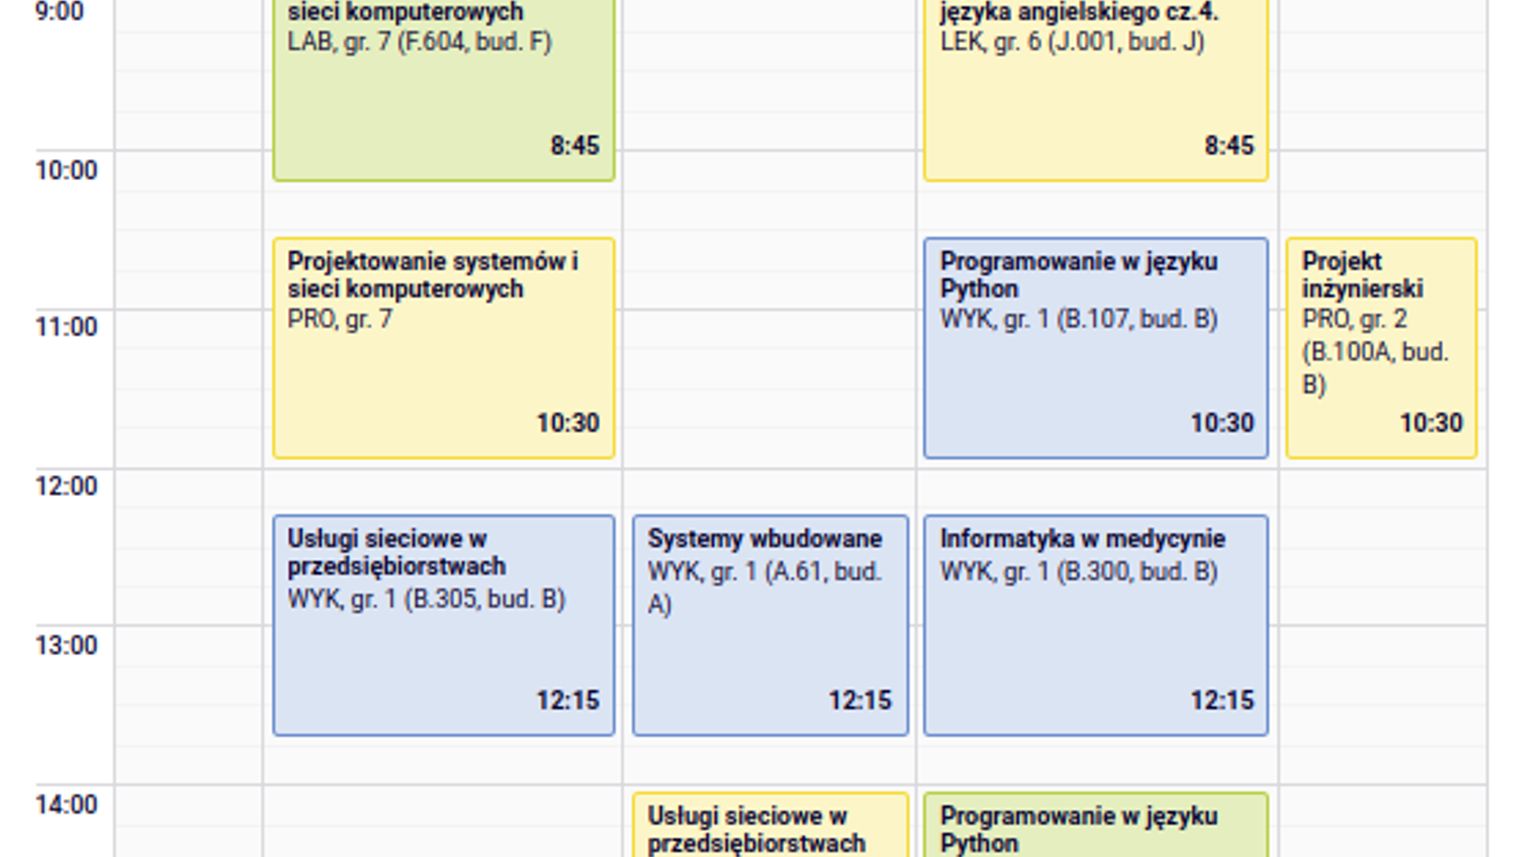 9:00
sieci komputerowych
LAB, gr. 7 (F.604, bud. F)
8:45
języka angielskiego cz.4.
LEK, gr. 6 (J.001, bud. J)
8:45
10:00
Projektowanie systemów i
sieci komputerowych
PRO, gr. 7
10:30
Programowanie w języku
Python
WYK, gr. 1 (B.107, bud. B)
10:30
Projekt
inżynierski
PRO, gr. 2
(B.100A, bud.
B)
10:30
11:00
12:00
Usługi sieciowe w
przedsiębiorstwach
WYK, gr. 1 (B.305, bud. B)
12:15
Systemy wbudowane
WYK, gr. 1 (A.61, bud.
A)
12:15
Informatyka w medycynie
WYK, gr. 1 (B.300, bud. B)
12:15
13:00
14:00
Usługi sieciowe w
przedsiębiorstwach
Programowanie w języku
Python